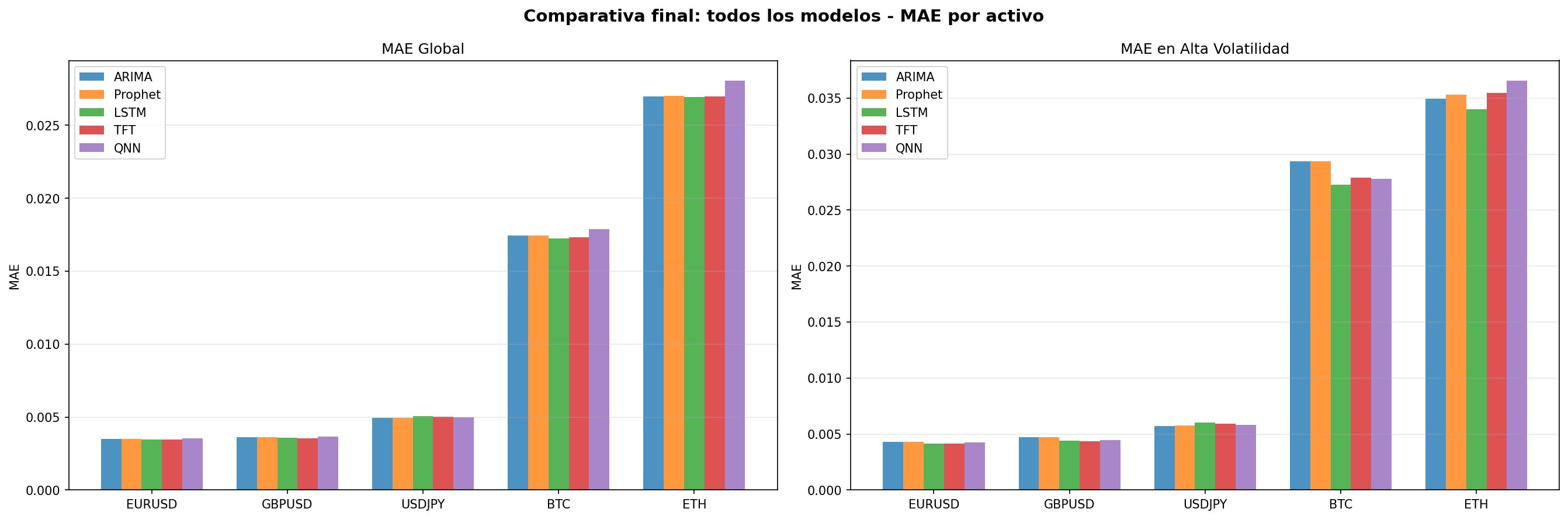 Comparativa final: todos los modelos - MAE por activo
MAE Global
ARIMA
Prophet
LSTM
TFT
QNN
MAE
0.025
0.020
0.015
0.010
0.005
0.000
EURUSD
GBPUSD
USDJPY
BTC
ETH
MAE en Alta Volatilidad
ARIMA
Prophet
LSTM
TFT
QNN
MAE
0.035
0.030
0.025
0.020
0.015
0.010
0.005
0.000
EURUSD
GBPUSD
USDJPY
BTC
ETH